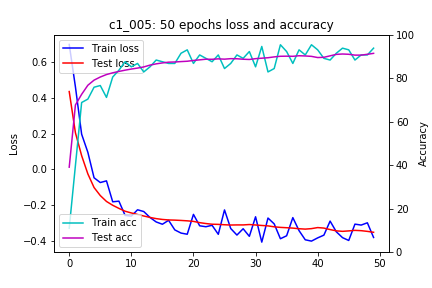 c1_005: 50 epochs loss and accuracy
Train loss
Test loss
Train acc
Test acc
Loss
0.6
0.4
0.2
0.0
−0.2
−0.4
Accuracy
100
80
60
40
20
0
0
10
20
30
40
50